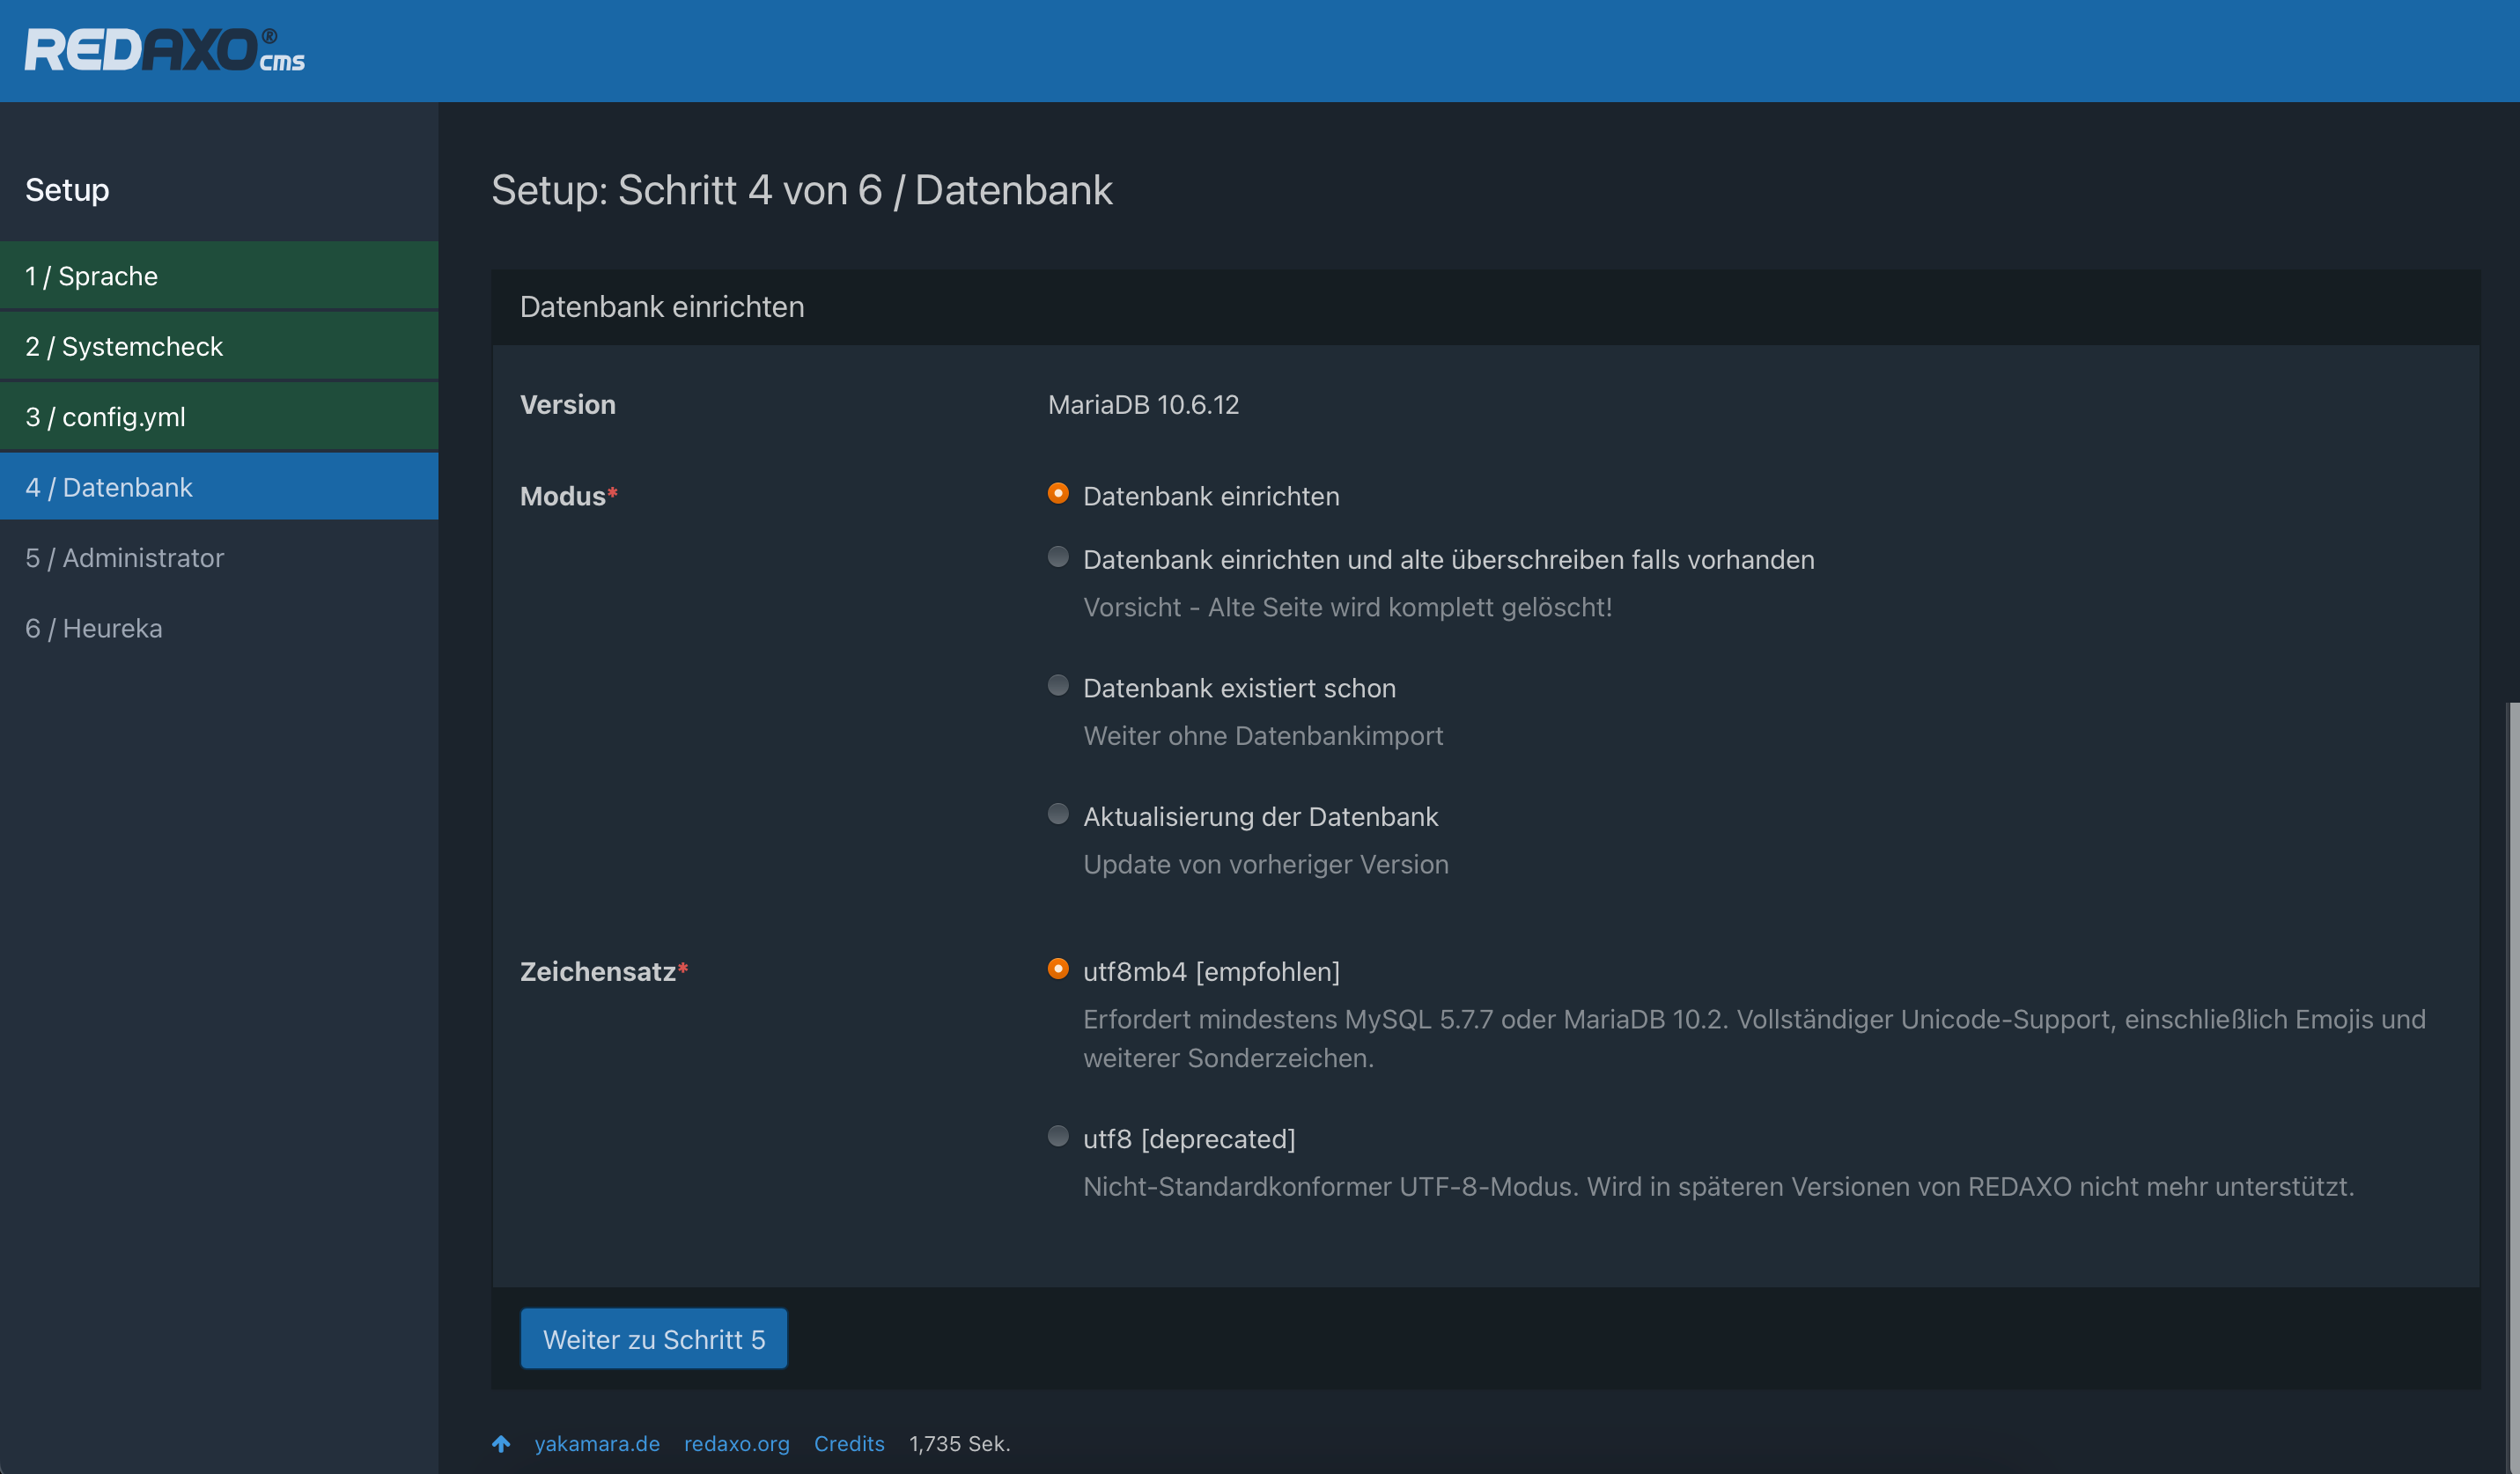 REDAXO® cms
Setup
1 / Sprache
2 / Systemcheck
3 / config.yml
4 / Datenbank
5 / Administrator
6 / Heureka
Setup: Schritt 4 von 6 / Datenbank
Datenbank einrichten
Version MariaDB 10.6.12
Modus* Datenbank einrichten
Datenbank einrichten und alte überschreiben falls vorhanden
Vorsicht - Alte Seite wird komplett gelöscht!
Datenbank existiert schon
Weiter ohne Datenbankimport
Aktualisierung der Datenbank
Update von vorheriger Version
Zeichensatz* utf8mb4 [empfohlen]
Erfordert mindestens MySQL 5.7.7 oder MariaDB 10.2. Vollständiger Unicode-Support, einschließlich Emojis und
weiterer Sonderzeichen.
utf8 [deprecated]
Nicht-Standardkonformer UTF-8-Modus. Wird in späteren Versionen von REDAXO nicht mehr unterstützt.
Weiter zu Schritt 5
yakamara.de redaxo.org Credits 1,735 Sek.